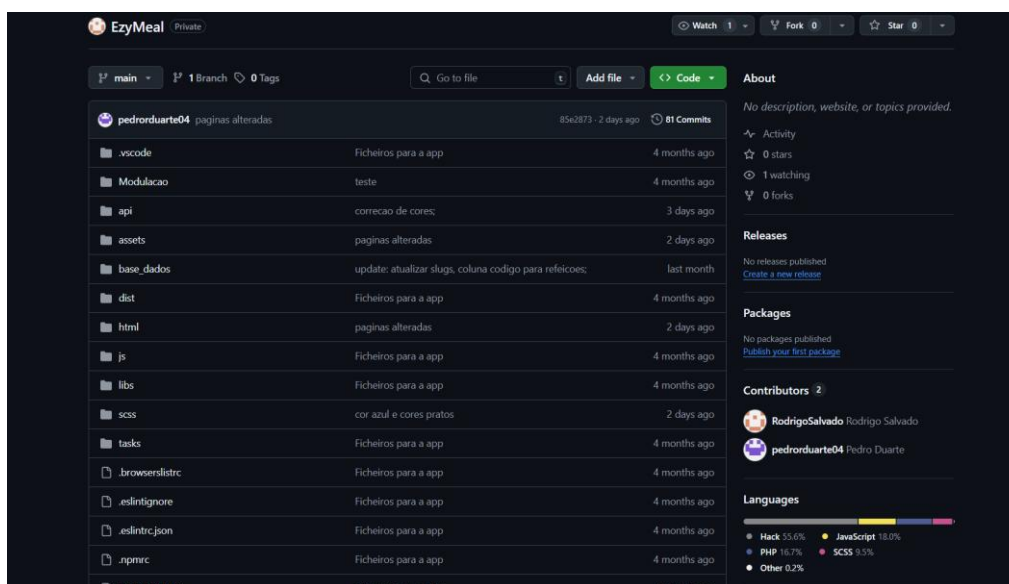 EzyMeal Private
Watch 1 Fork 0 Star 0
main 1 Branch 0 Tags Go to file t Add file <> Code
pedrorduarte04 paginas alteradas 85e2873 · 2 days ago 81 Commits
.vscode Ficheiros para a app 4 months ago
Modulacao teste 4 months ago
api correcao de cores; 3 days ago
assets paginas alteradas 2 days ago
base_dados update: atualizar slugs, coluna codigo para refeicoes; last month
dist Ficheiros para a app 4 months ago
html paginas alteradas 2 days ago
js Ficheiros para a app 4 months ago
libs Ficheiros para a app 4 months ago
scss cor azul e cores pratos 2 days ago
tasks Ficheiros para a app 4 months ago
.browserslistrc Ficheiros para a app 4 months ago
.eslintignore Ficheiros para a app 4 months ago
.eslintrc.json Ficheiros para a app 4 months ago
.npmrc Ficheiros para a app 4 months ago
About
No description, website, or topics provided.
Activity
0 stars
1 watching
0 forks
Releases
No releases published
Create a new release
Packages
No packages published
Publish your first package
Contributors 2
RodrigoSalvado Rodrigo Salvado
pedrorduarte04 Pedro Duarte
Languages
Hack 55.6% JavaScript 18.0%
PHP 16.7% SCSS 9.5%
Other 0.2%